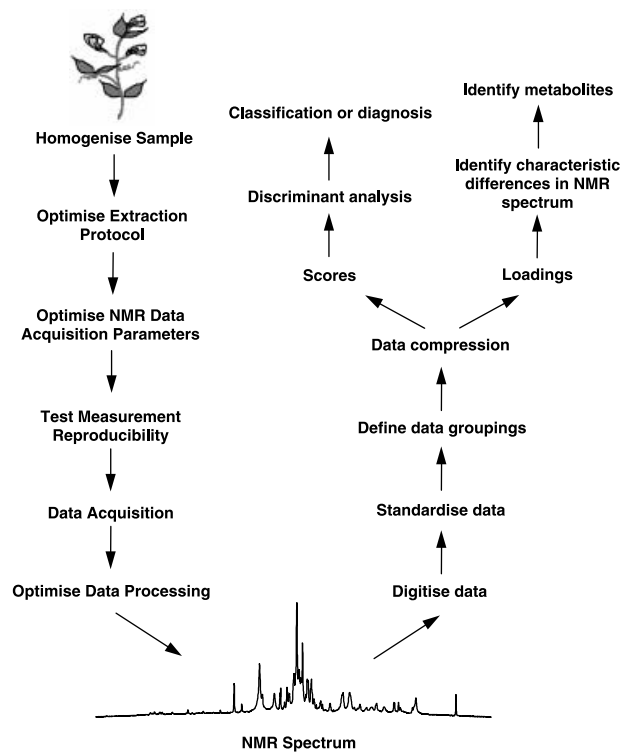 Homogenise Sample
Optimise Extraction
Protocol
Optimise NMR Data
Acquisition Parameters
Test Measurement
Reproducibility
Data Acquisition
Optimise Data Processing
NMR Spectrum
Digitise data
Standardise data
Define data groupings
Data compression
Scores
Discriminant analysis
Classification or diagnosis
Loadings
Identify characteristic
differences in NMR
spectrum
Identify metabolites